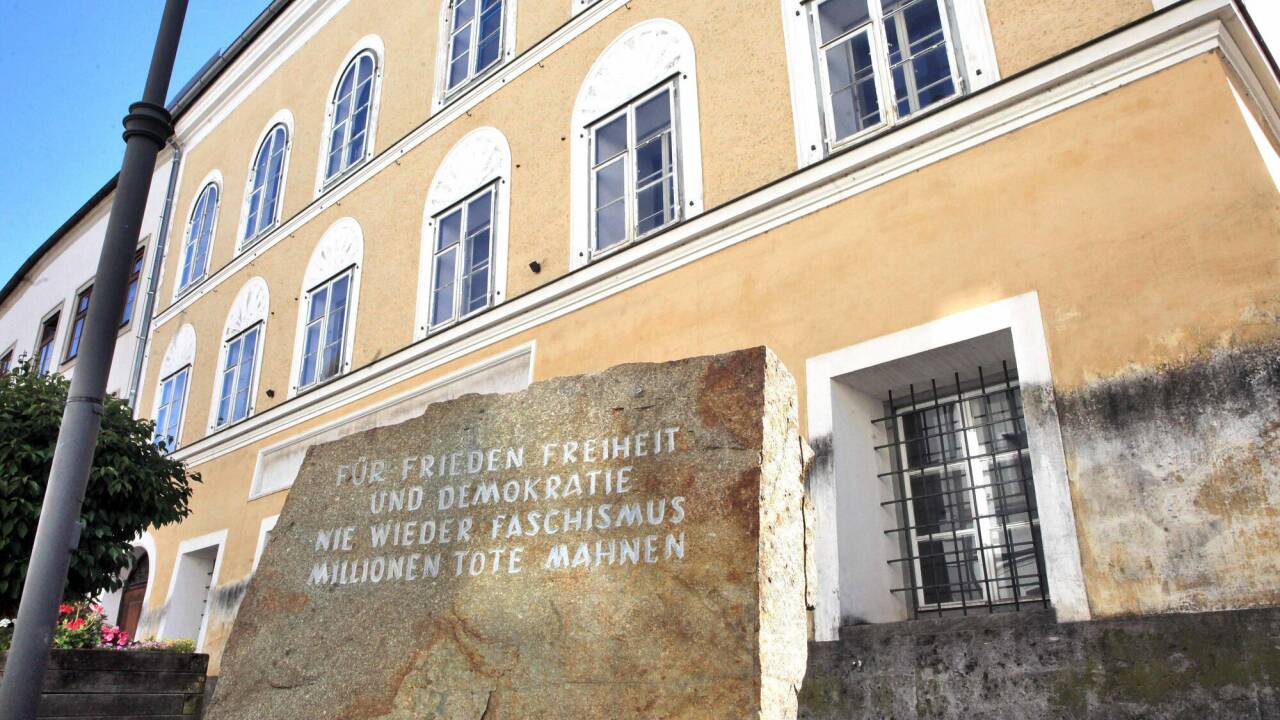 FÜR FRIEDEN FREIHEIT
UND DEMOKRATIE
NIE WIEDER FASCHISMUS
MILLIONEN TOTE MAHNEN